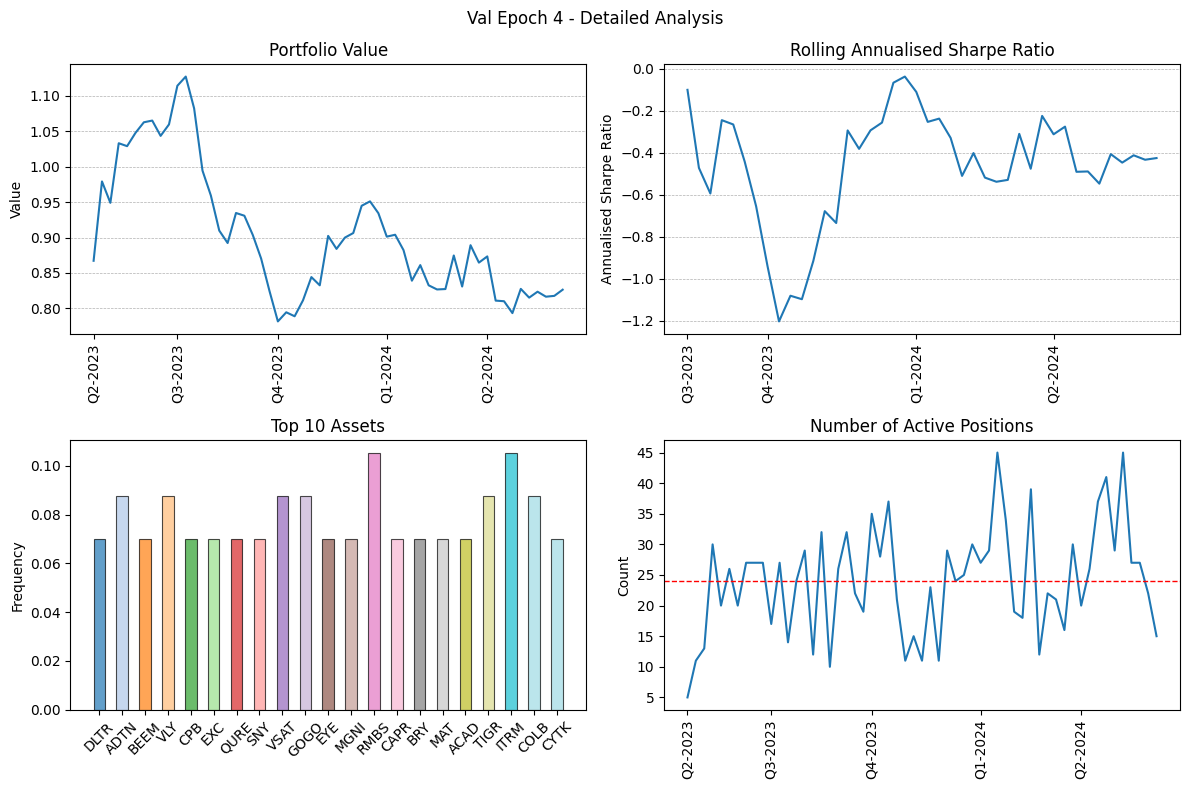 Val Epoch 4 - Detailed Analysis
Portfolio Value
Value
1.10
1.05
1.00
0.95
0.90
0.85
0.80
Q2-2023
Q3-2023
Q4-2023
Q1-2024
Q2-2024
Rolling Annualised Sharpe Ratio
Annualised Sharpe Ratio
0.0
−0.2
−0.4
−0.6
−0.8
−1.0
−1.2
Q3-2023
Q4-2023
Q1-2024
Q2-2024
Top 10 Assets
Frequency
0.10
0.08
0.06
0.04
0.02
0.00
DLTR
ADTN
BEEM
VLY
CPB
EXC
QURE
SNY
VSAT
GOGO
EYE
MGNI
RMBS
CAPR
BRY
MAT
ACAD
TIGR
ITRM
COLB
CYTK
Number of Active Positions
Count
45
40
35
30
25
20
15
10
5
Q2-2023
Q3-2023
Q4-2023
Q1-2024
Q2-2024